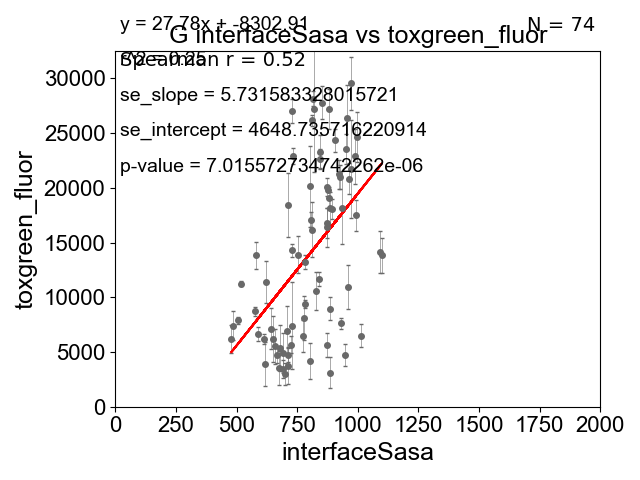 y = 27.78x + -8302.91
N = 74
G interfaceSasa vs toxgreen_fluor
Spearman r = 0.52
se_slope = 5.731583328015721
se_intercept = 4648.735716220914
p-value = 7.015572734742262e-06
30000
25000
20000
15000
10000
5000
0
toxgreen_fluor
0 250 500 750 1000 1250 1500 1750 2000
interfaceSasa